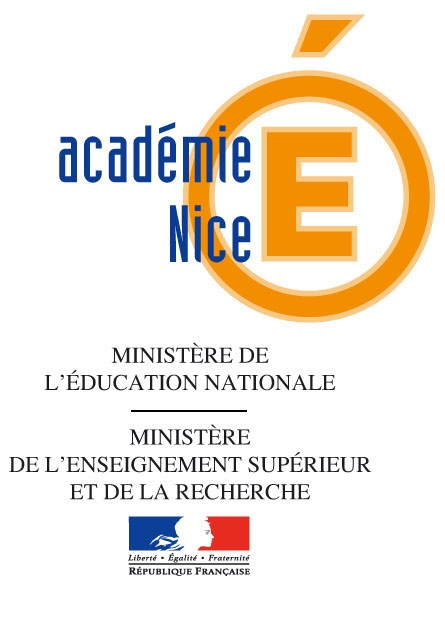 académie
Nice
É
MINISTÈRE DE
L'ÉDUCATION NATIONALE
MINISTÈRE
DE L'ENSEIGNEMENT SUPÉRIEUR
ET DE LA RECHERCHE
Liberté • Égalité • Fraternité
RÉPUBLIQUE FRANÇAISE